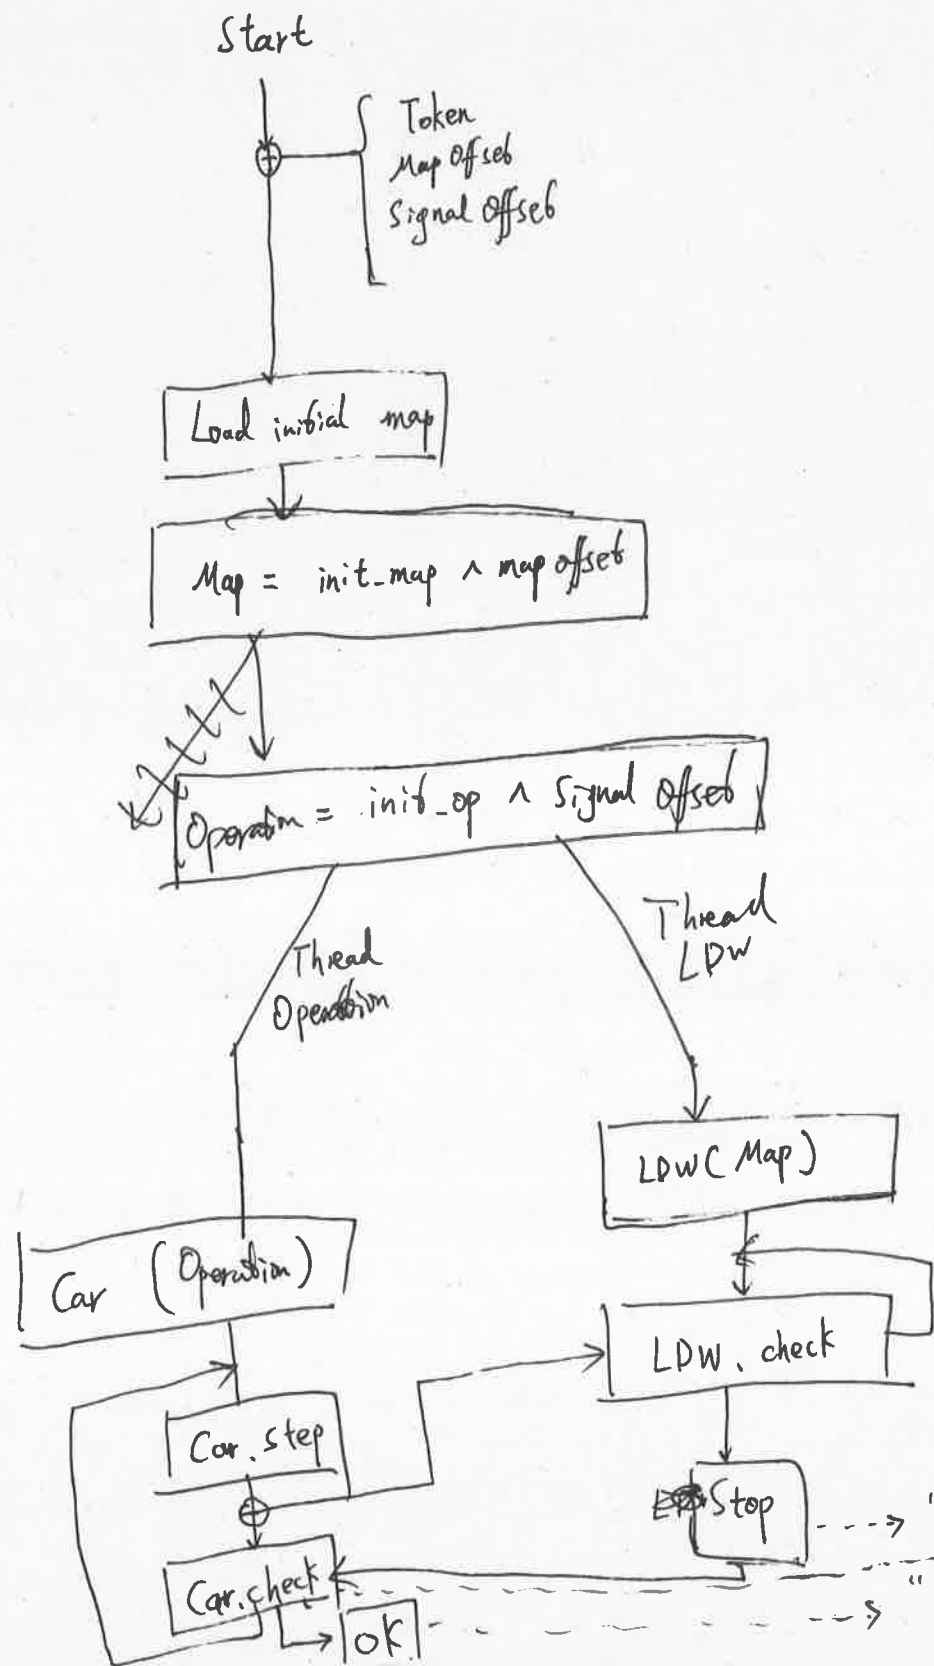 Start
Token
Map Offset
Signal Offset
Load initial map
Map = init_map ∧ map offset
Operation = init_op ∧ Signal Offset
Thread
Operation
Thread
LDW
LDW(Map)
Car (Operation)
LDW.check
Car.step
Stop
"
Car.check
"
OK